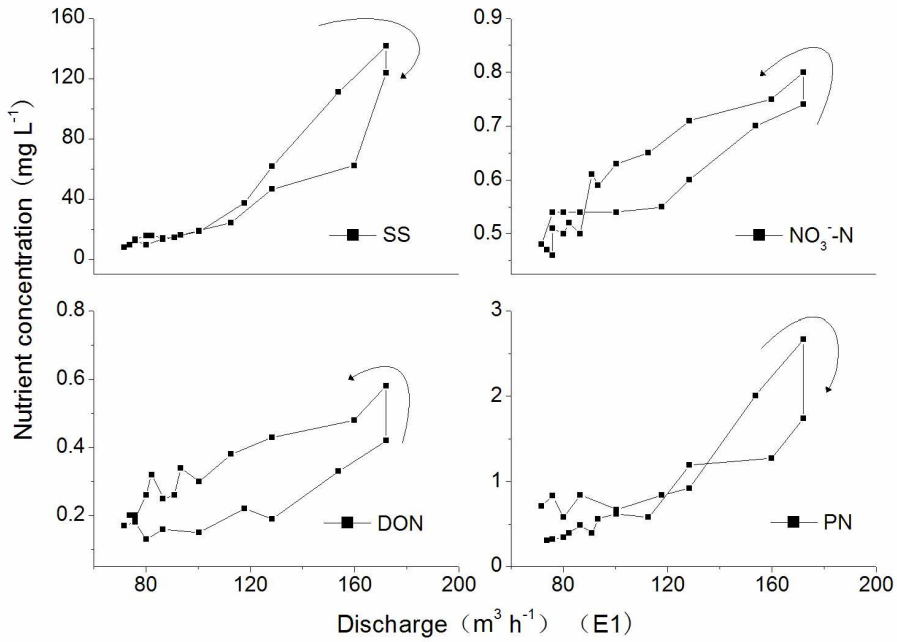 Nutrient concentration (mg L⁻¹)
160
120
80
40
0
SS
0.9
0.8
0.7
0.6
0.5
NO₃⁻-N
0.8
0.6
0.4
0.2
80 120 160 200
DON
3
2
1
0
80 120 160 200
PN
Discharge (m³ h⁻¹) (E1)